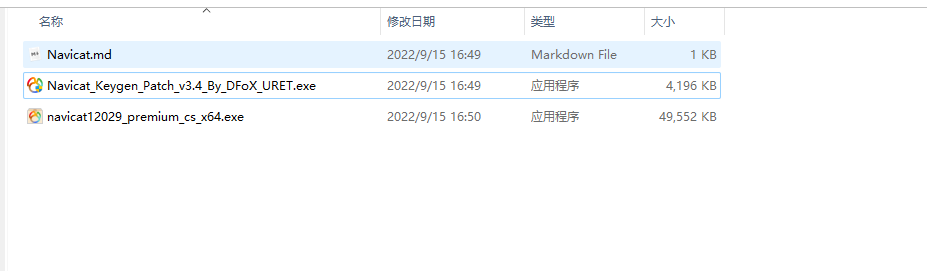 名称 修改日期 类型 大小
Navicat.md 2022/9/15 16:49 Markdown File 1 KB
Navicat_Keygen_Patch_v3.4_By_DFoX_URET.exe 2022/9/15 16:49 应用程序 4,196 KB
navicat12029_premium_cs_x64.exe 2022/9/15 16:50 应用程序 49,552 KB